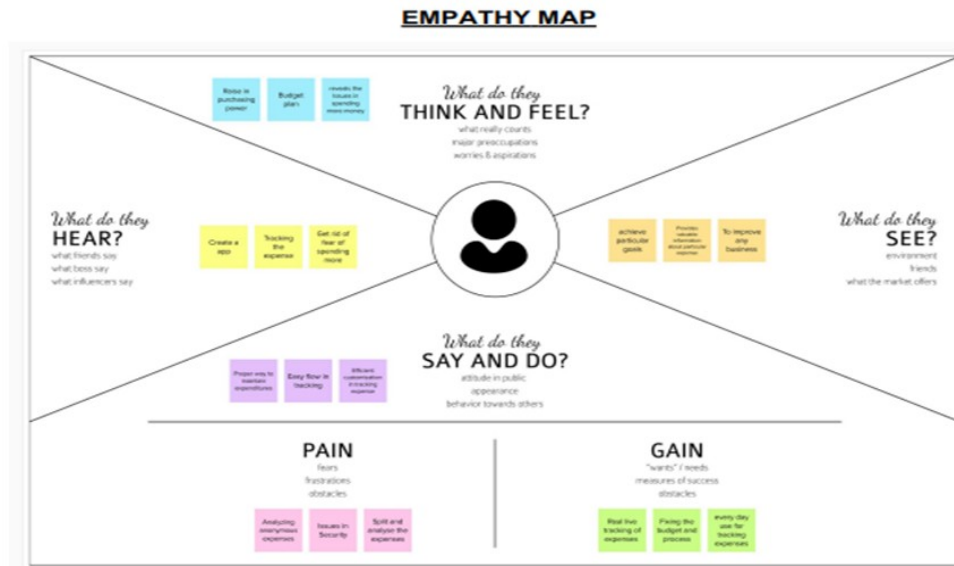 EMPATHY MAP
Raise in
purchasing
power
Budget
plan
reveals the
issues in
spending
more money
What do they
THINK AND FEEL?
what really counts
major preoccupations
worries & aspirations
What do they
HEAR?
what friends say
what boss say
what influencers say
Create a
app
Tracking
the
expense
Get rid of
fear of
spending
more
achieve
particular
goals
Provides
valuable
information
about particular
expense
To improve
any
business
What do they
SEE?
environment
friends
what the market offers
What do they
SAY AND DO?
attitude in public
appearance
behavior towards others
Proper way to
maintain
expenditures
Easy flow in
tracking
Efficient
customization
in tracking
expense
PAIN
fears
frustrations
obstacles
Analyzing
anonymous
expenses
Issues in
Security
Split and
analyse the
expenses
GAIN
"wants" / needs
measures of success
obstacles
Real live
tracking of
expenses
Fixing the
budget and
process
every day
use for
tracking
expenses